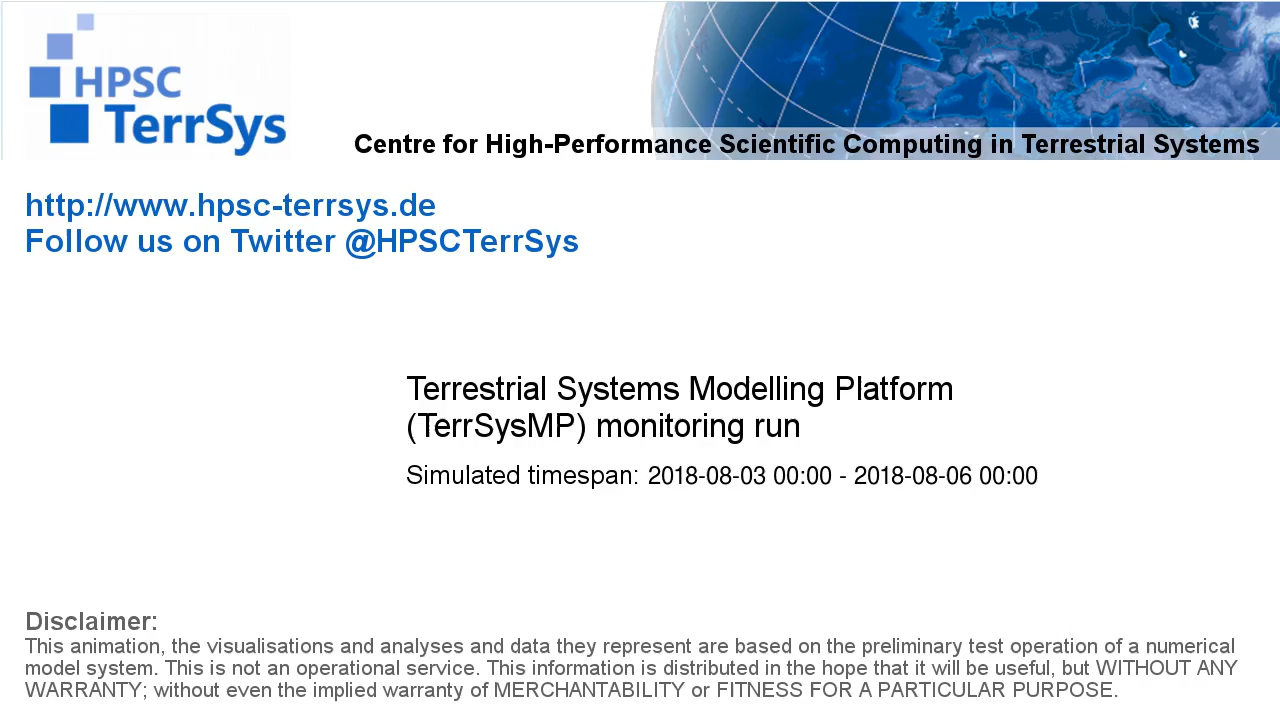 HPSC
TerrSys
Centre for High-Performance Scientific Computing in Terrestrial Systems
http://www.hpsc-terrsys.de
Follow us on Twitter @HPSCTerrSys
Terrestrial Systems Modelling Platform
(TerrSysMP) monitoring run
Simulated timespan: 2018-08-03 00:00 - 2018-08-06 00:00
Disclaimer:
This animation, the visualisations and analyses and data they represent are based on the preliminary test operation of a numerical
model system. This is not an operational service. This information is distributed in the hope that it will be useful, but WITHOUT ANY
WARRANTY; without even the implied warranty of MERCHANTABILITY or FITNESS FOR A PARTICULAR PURPOSE.